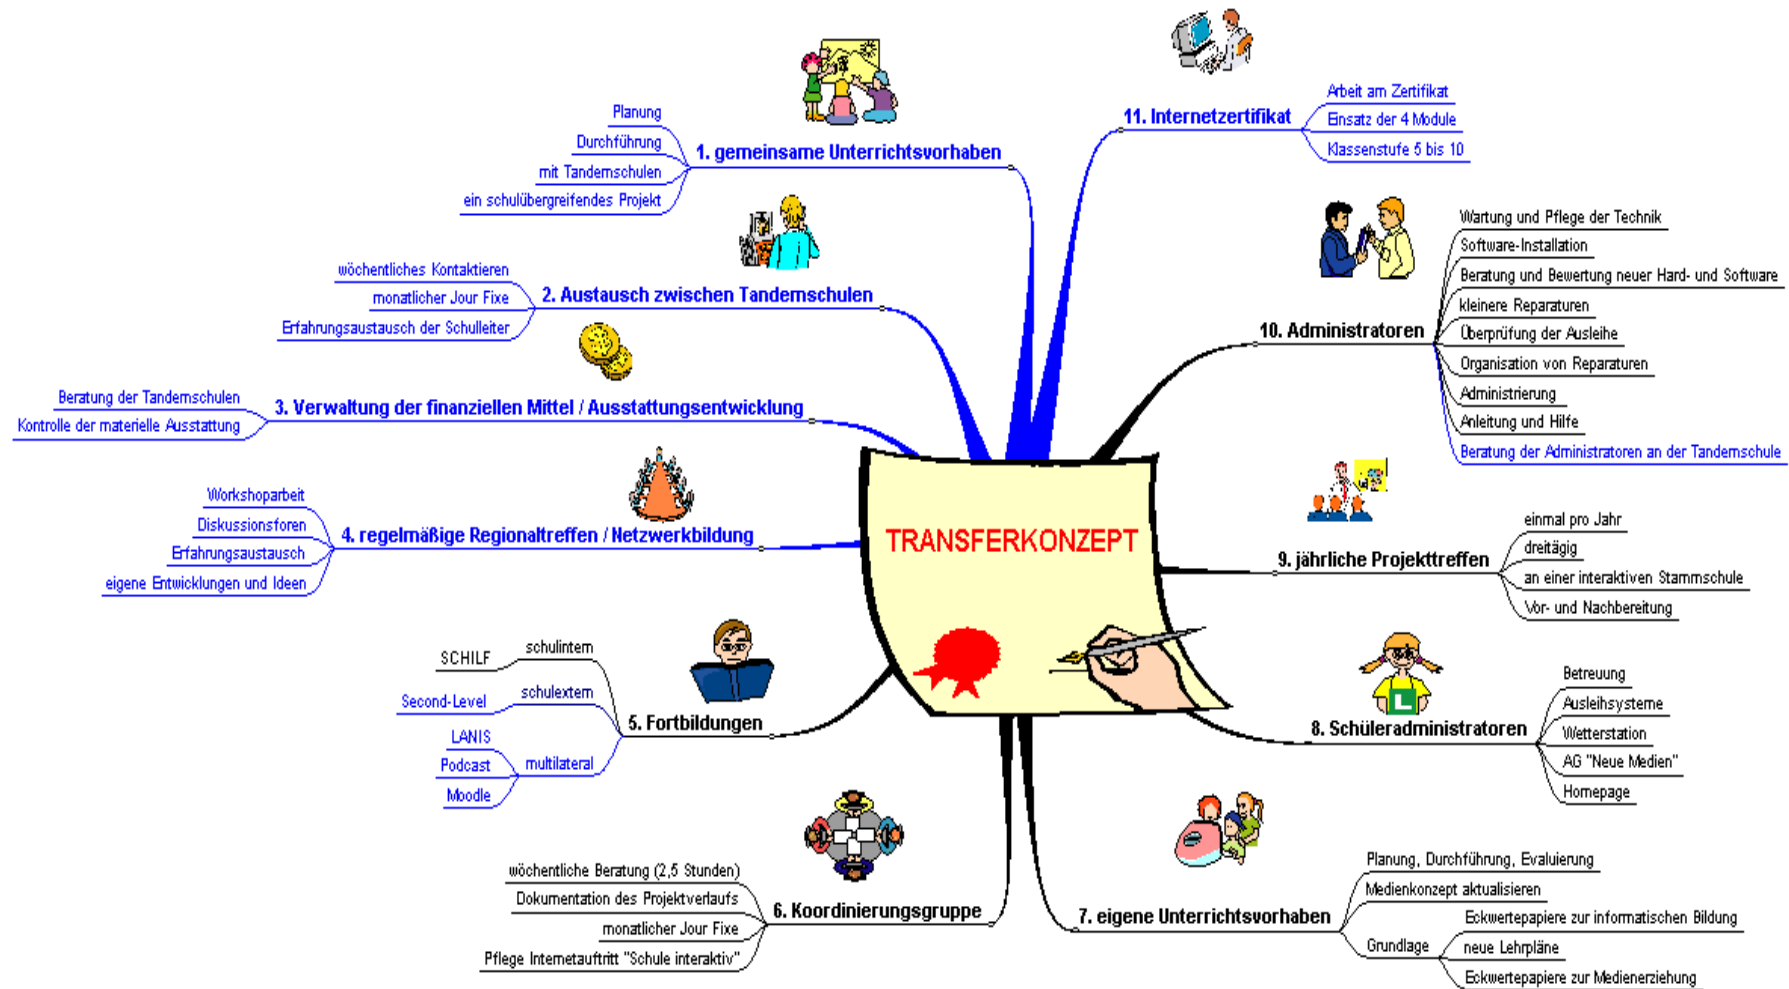 TRANSFERKONZEPT
1. gemeinsame Unterrichtsvorhaben
Planung
Durchführung
mit Tandemschulen
ein schulübergreifendes Projekt
2. Austausch zwischen Tandemschulen
wöchentliches Kontaktieren
monatlicher Jour Fixe
Erfahrungsaustausch der Schulleiter
3. Verwaltung der finanziellen Mittel / Ausstattungsentwicklung
Beratung der Tandemschulen
Kontrolle der materielle Ausstattung
4. regelmäßige Regionaltreffen / Netzwerkbildung
Workshoparbeit
Diskussionsforen
Erfahrungsaustausch
eigene Entwicklungen und Ideen
5. Fortbildungen
schulintern
SCHILF
schulextern
Second-Level
multilateral
LANIS
Podcast
Moodle
6. Koordinierungsgruppe
wöchentliche Beratung (2,5 Stunden)
Dokumentation des Projektverlaufs
monatlicher Jour Fixe
Pflege Internetauftritt "Schule interaktiv"
7. eigene Unterrichtsvorhaben
Planung, Durchführung, Evaluierung
Medienkonzept aktualisieren
Grundlage
Eckwertepapiere zur informatischen Bildung
neue Lehrpläne
Eckwertepapiere zur Medienerziehung
8. Schüleradministratoren
Betreuung
Ausleihsysteme
Wetterstation
AG "Neue Medien"
Homepage
L
9. jährliche Projekttreffen
einmal pro Jahr
dreitägig
an einer interaktiven Stammschule
Vor- und Nachbereitung
10. Administratoren
Wartung und Pflege der Technik
Software-Installation
Beratung und Bewertung neuer Hard- und Software
kleinere Reparaturen
Überprüfung der Ausleihe
Organisation von Reparaturen
Administrierung
Anleitung und Hilfe
Beratung der Administratoren an der Tandemschule
11. Internetzertifikat
Arbeit am Zertifikat
Einsatz der 4 Module
Klassenstufe 5 bis 10